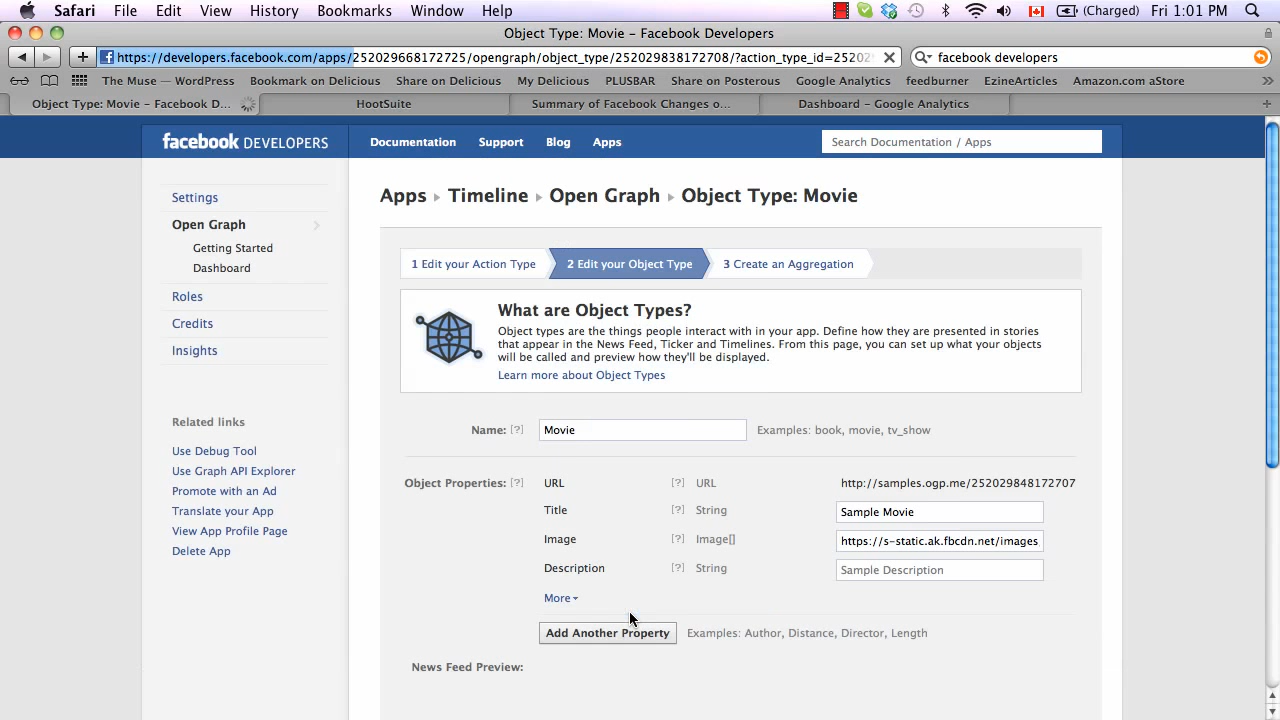 Safari File Edit View History Bookmarks Window Help (Charged) Fri 1:01 PM
Object Type: Movie – Facebook Developers
https://developers.facebook.com/apps/252029668172725/opengraph/object_type/252029838172708/?action_type_id=25202 facebook developers
The Muse — WordPress Bookmark on Delicious Share on Delicious My Delicious PLUSBAR Share on Posterous Google Analytics feedburner EzineArticles Amazon.com aStore
Object Type: Movie – Facebook D... HootSuite Summary of Facebook Changes o... Dashboard – Google Analytics
facebook DEVELOPERS Documentation Support Blog Apps Search Documentation / Apps
Settings
Open Graph
Getting Started
Dashboard
Roles
Credits
Insights
Related links
Use Debug Tool
Use Graph API Explorer
Promote with an Ad
Translate your App
View App Profile Page
Delete App
Apps ▸ Timeline ▸ Open Graph ▸ Object Type: Movie
1 Edit your Action Type 2 Edit your Object Type 3 Create an Aggregation
What are Object Types?
Object types are the things people interact with in your app. Define how they are presented in stories
that appear in the News Feed, Ticker and Timelines. From this page, you can set up what your objects
will be called and preview how they'll be displayed.
Learn more about Object Types
Name: [?] Movie Examples: book, movie, tv_show
Object Properties: [?] URL [?] URL http://samples.ogp.me/252029848172707
Title [?] String Sample Movie
Image [?] Image[] https://s-static.ak.fbcdn.net/images
Description [?] String Sample Description
More
Add Another Property Examples: Author, Distance, Director, Length
News Feed Preview: